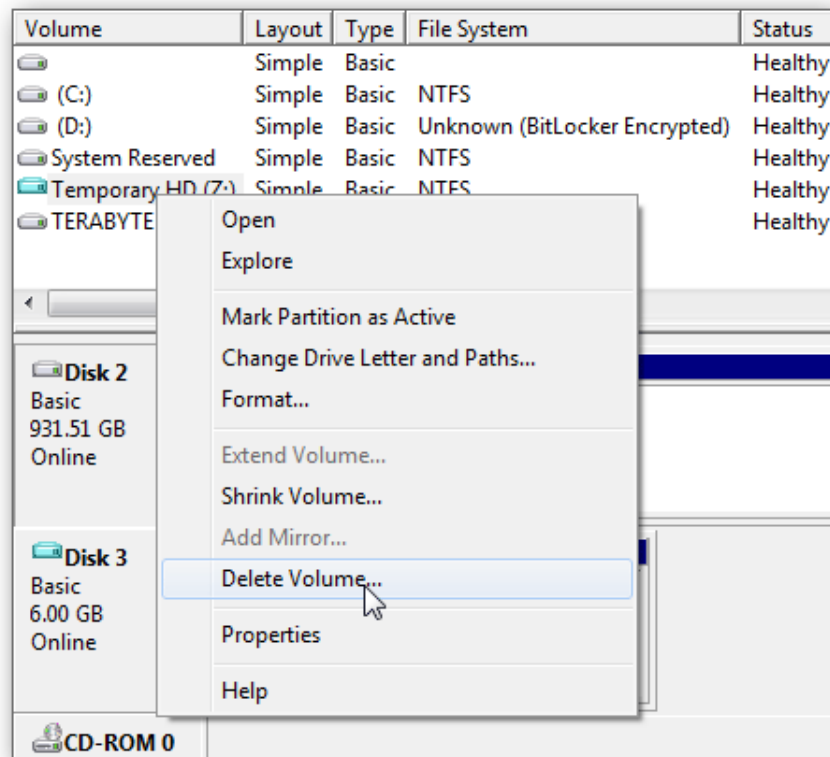 Volume Layout Type File System Status
Simple Basic Healthy
(C:) Simple Basic NTFS Healthy
(D:) Simple Basic Unknown (BitLocker Encrypted) Healthy
System Reserved Simple Basic NTFS Healthy
Temporary HD (Z:) Simple Basic NTFS Healthy
TERABYTE Healthy
Open
Explore
Mark Partition as Active
Change Drive Letter and Paths...
Format...
Extend Volume...
Shrink Volume...
Add Mirror...
Delete Volume...
Properties
Help
Disk 2
Basic
931.51 GB
Online
Disk 3
Basic
6.00 GB
Online
CD-ROM 0